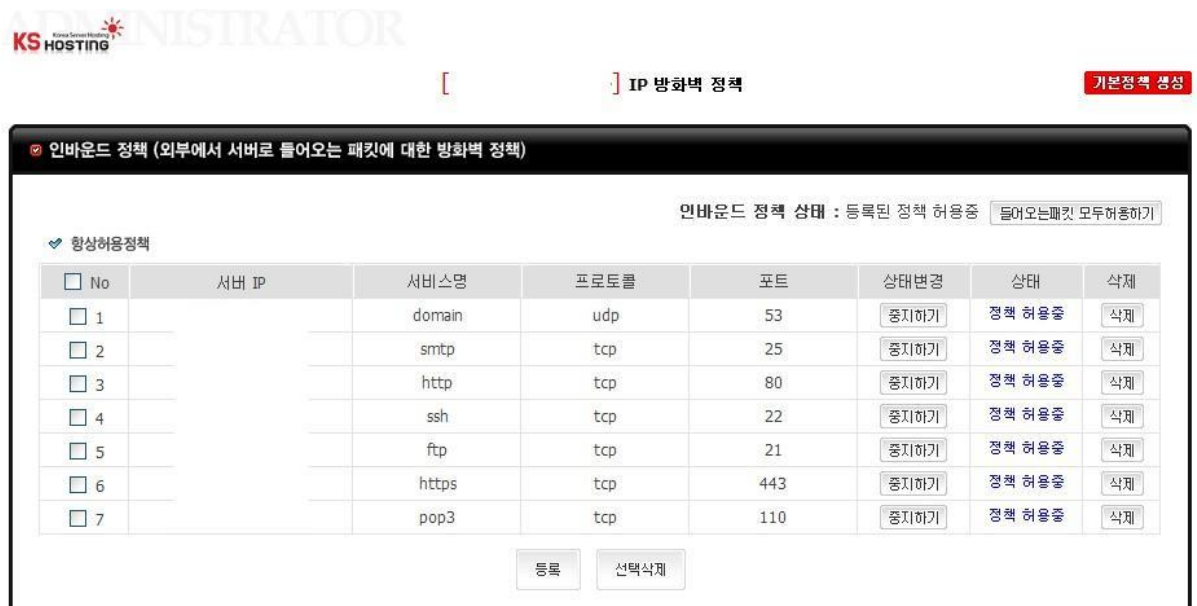 ADMINISTRATOR
Korea Server Hosting
KS HOSTING
[ ] IP 방화벽 정책
기본정책 생성
인바운드 정책 (외부에서 서버로 들어오는 패킷에 대한 방화벽 정책)
인바운드 정책 상태 : 등록된 정책 허용중 들어오는패킷 모두허용하기
항상허용정책
No 서버 IP 서비스명 프로토콜 포트 상태변경 상태 삭제
1 domain udp 53 중지하기 정책 허용중 삭제
2 smtp tcp 25 중지하기 정책 허용중 삭제
3 http tcp 80 중지하기 정책 허용중 삭제
4 ssh tcp 22 중지하기 정책 허용중 삭제
5 ftp tcp 21 중지하기 정책 허용중 삭제
6 https tcp 443 중지하기 정책 허용중 삭제
7 pop3 tcp 110 중지하기 정책 허용중 삭제
등록 선택삭제